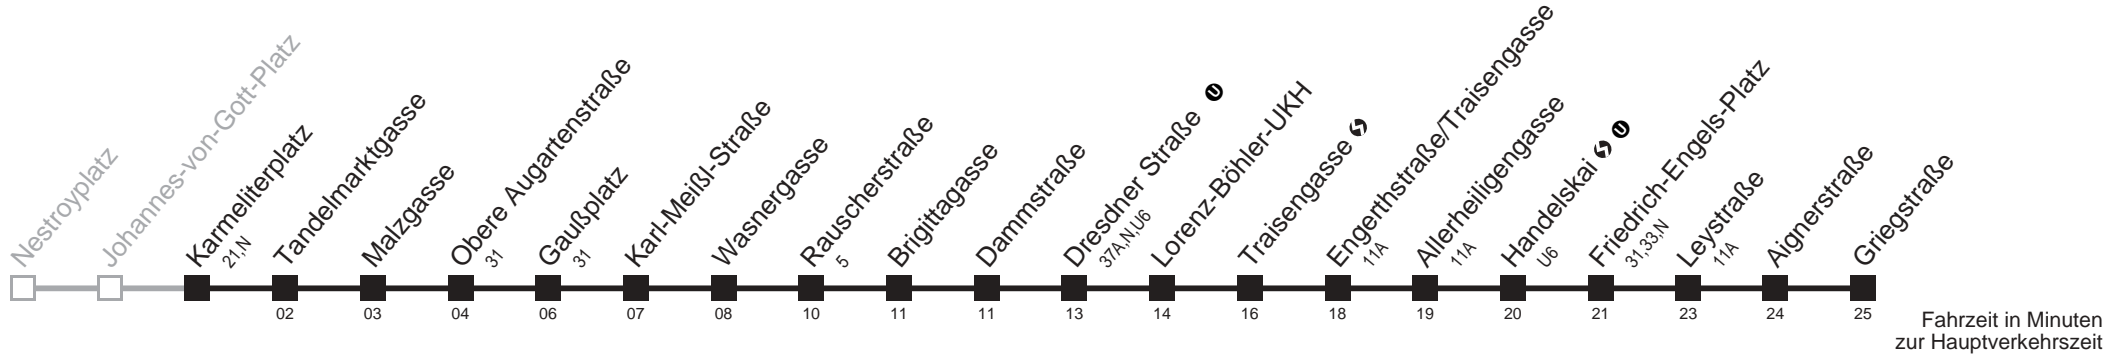 Nestroyplatz
Johannes-von-Gott-Platz
Karmeliterplatz
21,N
Tandelmarktgasse
02
Malzgasse
03
Obere Augartenstraße
31
04
Gaußplatz
31
06
Karl-Meißl-Straße
07
Wasnergasse
08
Rauscherstraße
5
10
Brigittagasse
11
Dammstraße
11
Dresdner Straße U
37A,N,U6
13
Lorenz-Böhler-UKH
14
Traisengasse
16
Engerthstraße/Traisengasse
11A
18
Allerheiligengasse
11A
19
Handelskai U
U6
20
Friedrich-Engels-Platz
31,33,N
21
Leystraße
11A
23
Aignerstraße
24
Griegstraße
25
Fahrzeit in Minuten
zur Hauptverkehrszeit